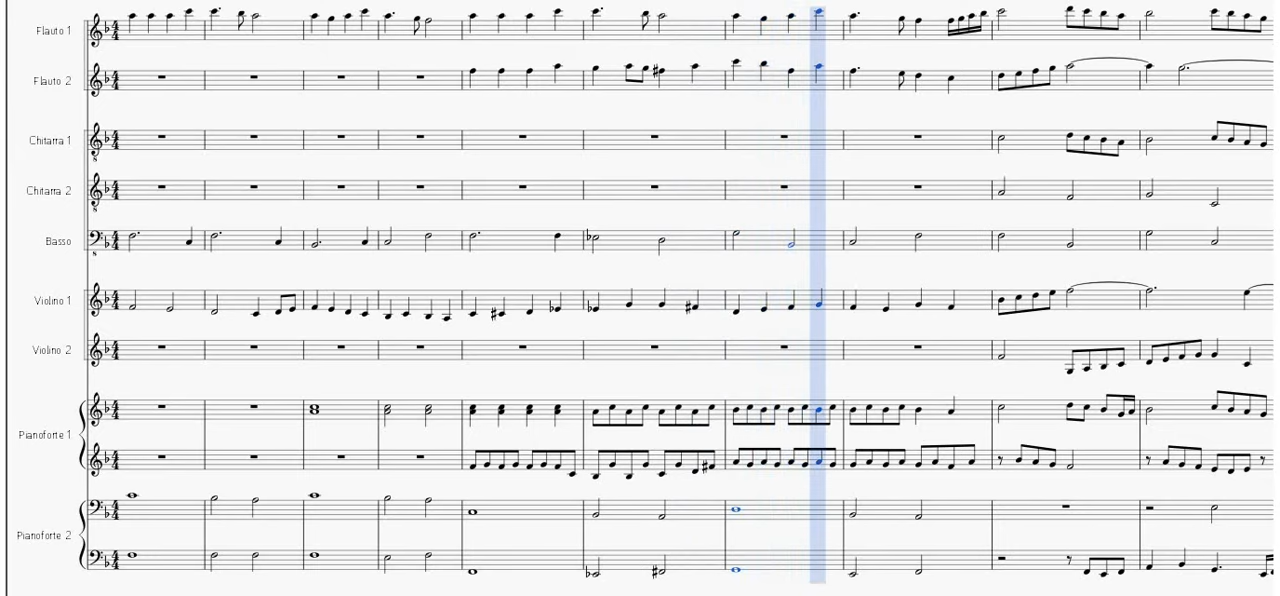 Flauto 1
Flauto 2
Chitarra 1
Chitarra 2
Basso
Violino 1
Violino 2
Pianoforte 1
Pianoforte 2